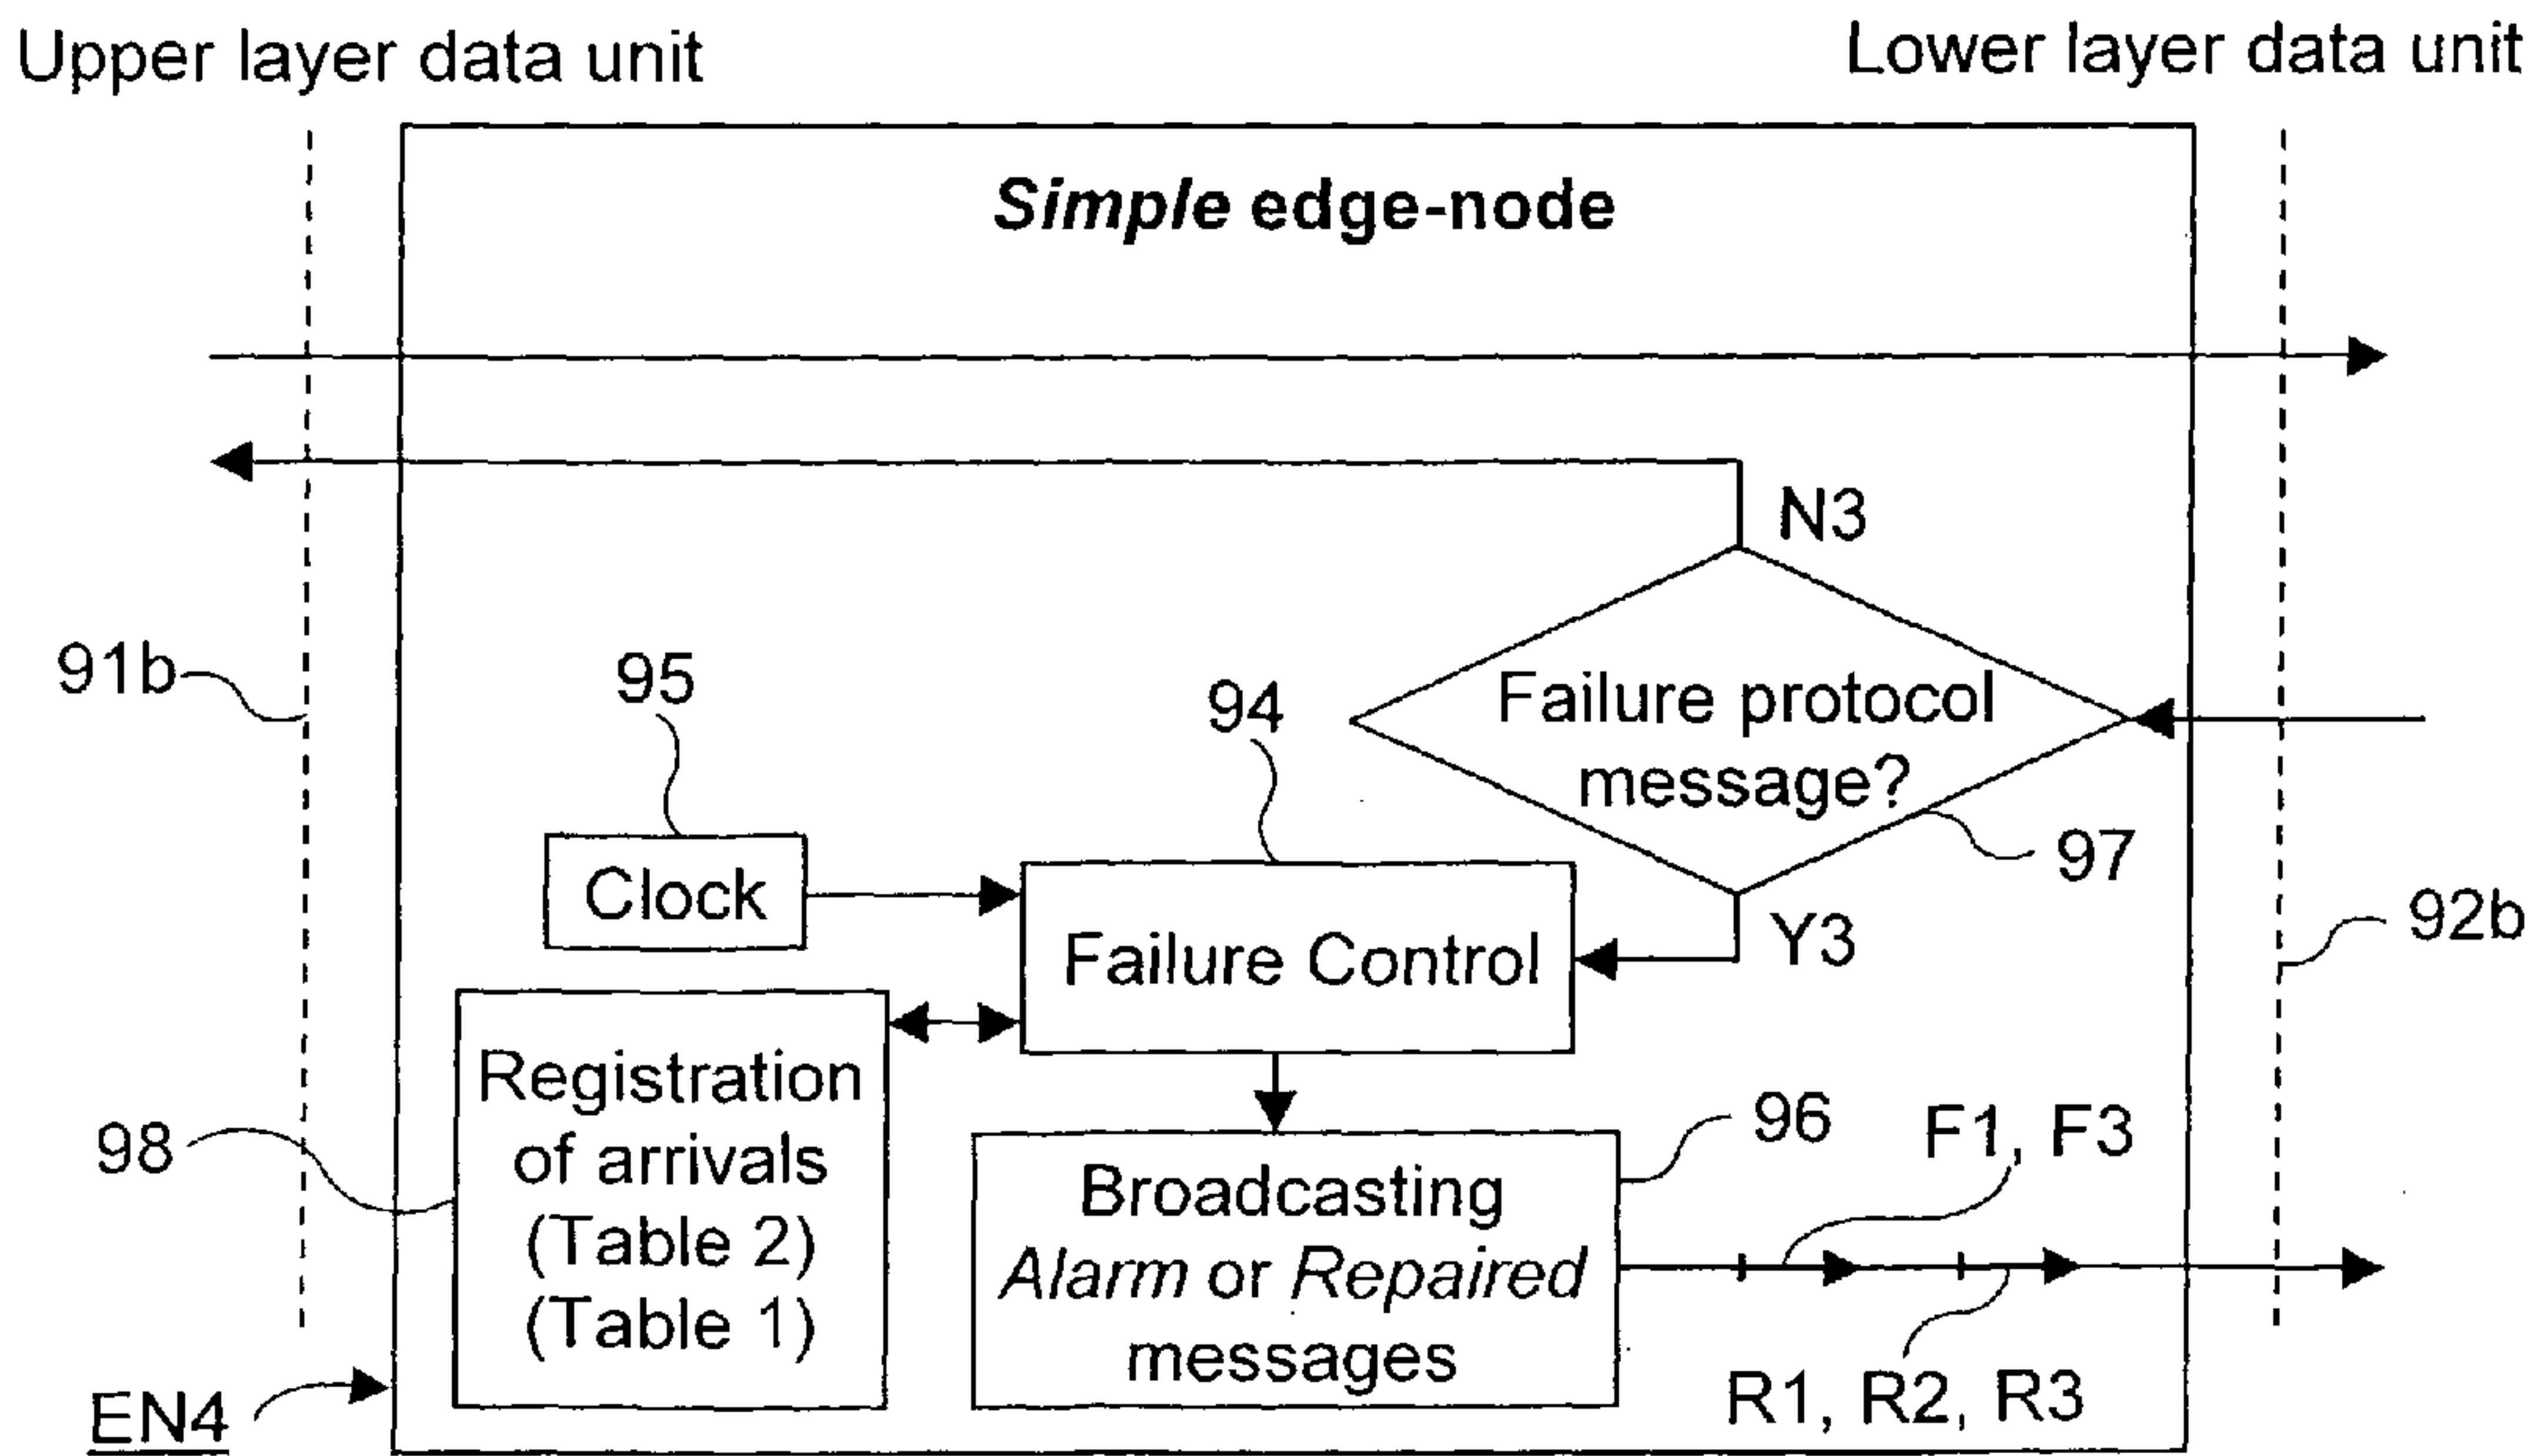 Upper layer data unit
Lower layer data unit
Simple edge-node
N3
Failure protocol
message?
97
91b
95
94
Clock
Failure Control
Y3
92b
Registration
of arrivals
(Table 2)
(Table 1)
98
96
Broadcasting
Alarm or Repaired
messages
F1, F3
R1, R2, R3
EN4